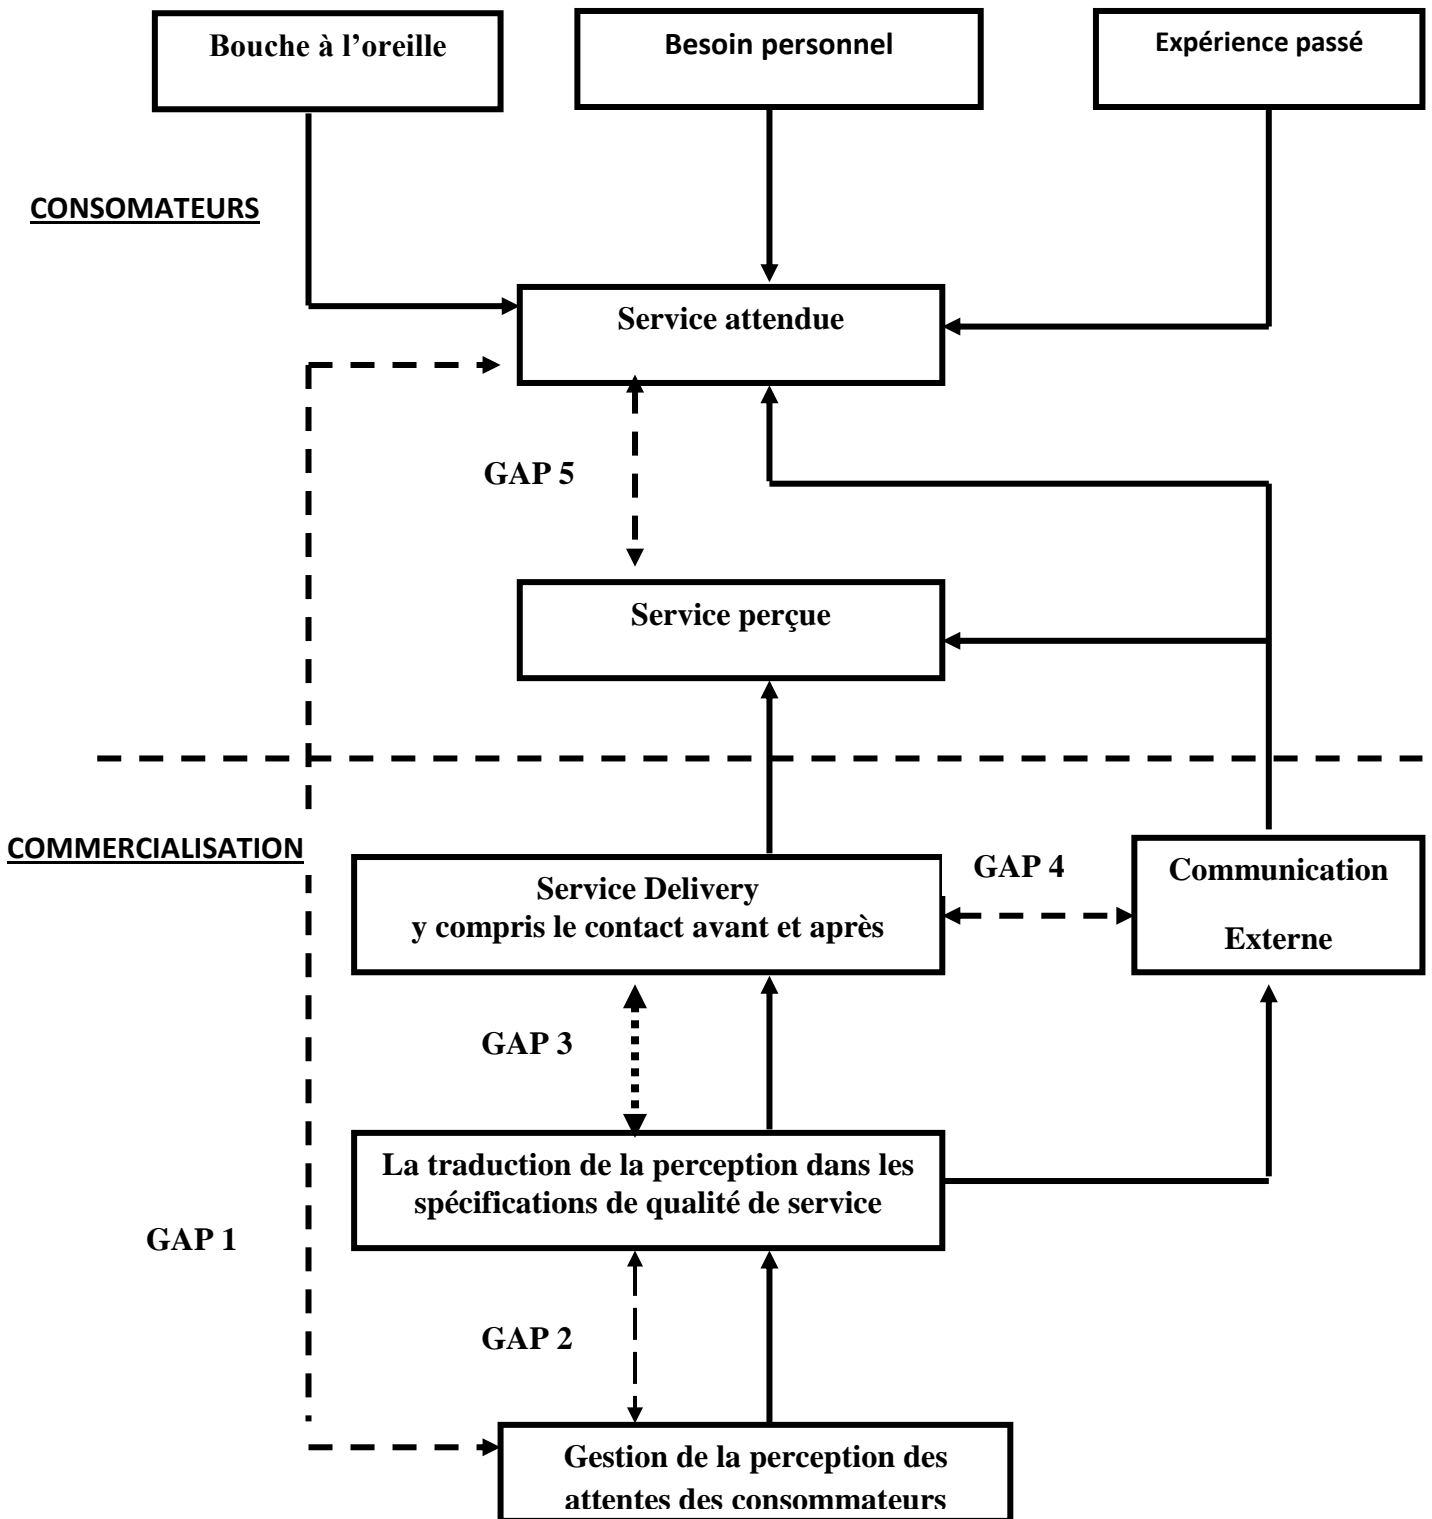 Bouche à l’oreille
Besoin personnel
Expérience passé
CONSOMATEURS
Service attendue
GAP 5
Service perçue
COMMERCIALISATION
Service Delivery
y compris le contact avant et après
GAP 4
Communication
Externe
GAP 3
La traduction de la perception dans les
spécifications de qualité de service
GAP 1
GAP 2
Gestion de la perception des
attentes des consommateurs